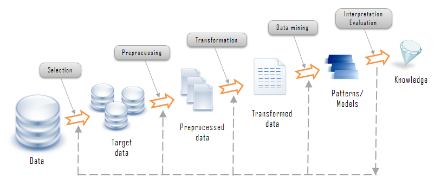 Interpretation
Evaluation
Data mining
Transformation
Preprocessing
Selection
Knowledge
Patterns/
Models
Transformed
data
Preprocessed
data
Target
data
Data